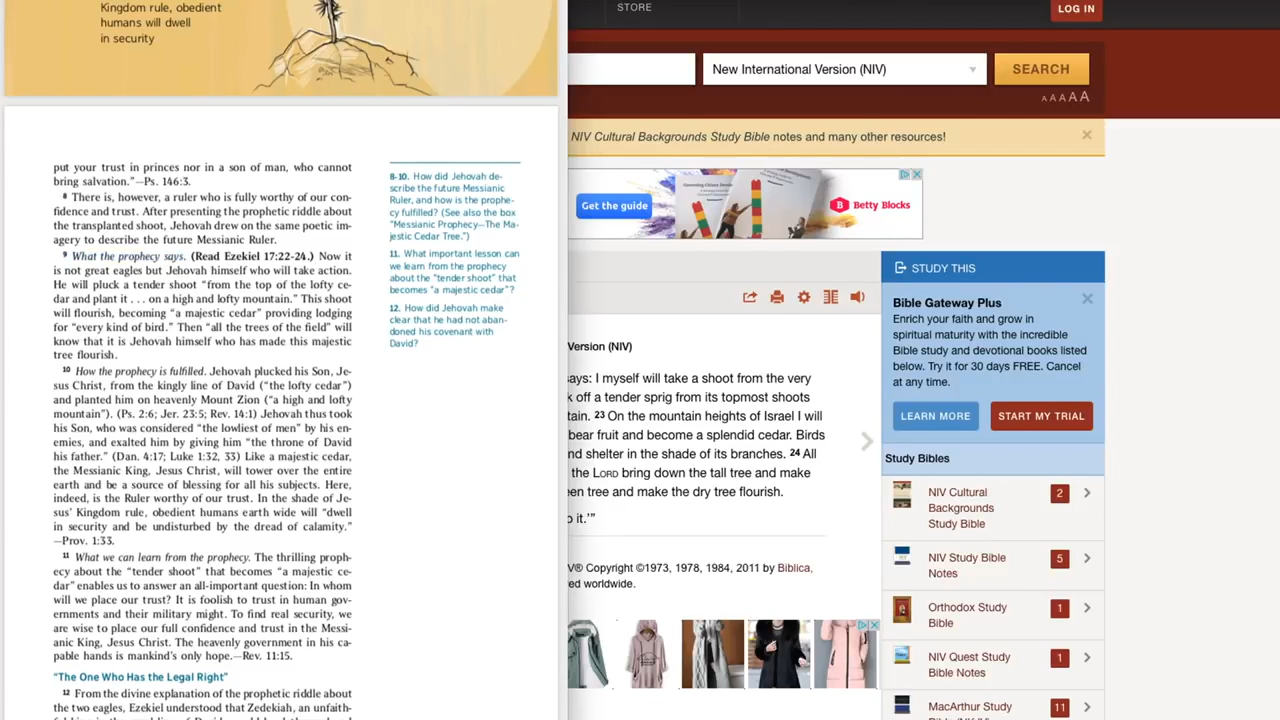 Kingdom rule, obedient
humans will dwell
in security
put your trust in princes nor in a son of man, who cannot
bring salvation."—Ps. 146:3.
8 There is, however, a ruler who is fully worthy of our con-
fidence and trust. After presenting the prophetic riddle about
the transplanted shoot, Jehovah drew on the same poetic im-
agery to describe the future Messianic Ruler.
9 What the prophecy says. (Read Ezekiel 17:22-24.) Now it
is not great eagles but Jehovah himself who will take action.
He will pluck a tender shoot "from the top of the lofty ce-
dar and plant it . . . on a high and lofty mountain." This shoot
will flourish, becoming "a majestic cedar" providing lodging
for "every kind of bird." Then "all the trees of the field" will
know that it is Jehovah himself who has made this majestic
tree flourish.
10 How the prophecy is fulfilled. Jehovah plucked his Son, Je-
sus Christ, from the kingly line of David ("the lofty cedar")
and planted him on heavenly Mount Zion ("a high and lofty
mountain"). (Ps. 2:6; Jer. 23:5; Rev. 14:1) Jehovah thus took
his Son, who was considered "the lowliest of men" by his en-
emies, and exalted him by giving him "the throne of David
his father." (Dan. 4:17; Luke 1:32, 33) Like a majestic cedar,
the Messianic King, Jesus Christ, will tower over the entire
earth and be a source of blessing for all his subjects. Here,
indeed, is the Ruler worthy of our trust. In the shade of Je-
sus' Kingdom rule, obedient humans earth wide will "dwell
in security and be undisturbed by the dread of calamity."
—Prov. 1:33.
11 What we can learn from the prophecy. The thrilling proph-
ecy about the "tender shoot" that becomes "a majestic ce-
dar" enables us to answer an all-important question: In whom
will we place our trust? It is foolish to trust in human gov-
ernments and their military might. To find real security, we
are wise to place our full confidence and trust in the Messi-
anic King, Jesus Christ. The heavenly government in his ca-
pable hands is mankind's only hope.—Rev. 11:15.
"The One Who Has the Legal Right"
12 From the divine explanation of the prophetic riddle about
the two eagles, Ezekiel understood that Zedekiah, an unfaith-
8-10. How did Jehovah de-
scribe the future Messianic
Ruler, and how is the prophe-
cy fulfilled? (See also the box
"Messianic Prophecy—The Ma-
jestic Cedar Tree.")
11. What important lesson can
we learn from the prophecy
about the "tender shoot" that
becomes "a majestic cedar"?
12. How did Jehovah make
clear that he had not aban-
doned his covenant with
David?
STORE
LOG IN
New International Version (NIV)
SEARCH
A A A A A
NIV Cultural Backgrounds Study Bible notes and many other resources!
Get the guide
Betty Blocks
Version (NIV)
says: I myself will take a shoot from the very
k off a tender sprig from its topmost shoots
tain. 23 On the mountain heights of Israel I will
bear fruit and become a splendid cedar. Birds
nd shelter in the shade of its branches. 24 All
the LORD bring down the tall tree and make
een tree and make the dry tree flourish.
o it.'"
V® Copyright ©1973, 1978, 1984, 2011 by Biblica,
ed worldwide.
STUDY THIS
Bible Gateway Plus
Enrich your faith and grow in
spiritual maturity with the incredible
Bible study and devotional books listed
below. Try it for 30 days FREE. Cancel
at any time.
LEARN MORE
START MY TRIAL
Study Bibles
NIV Cultural
Backgrounds
Study Bible
2
NIV Study Bible
Notes
5
Orthodox Study
Bible
1
NIV Quest Study
Bible Notes
1
MacArthur Study
11